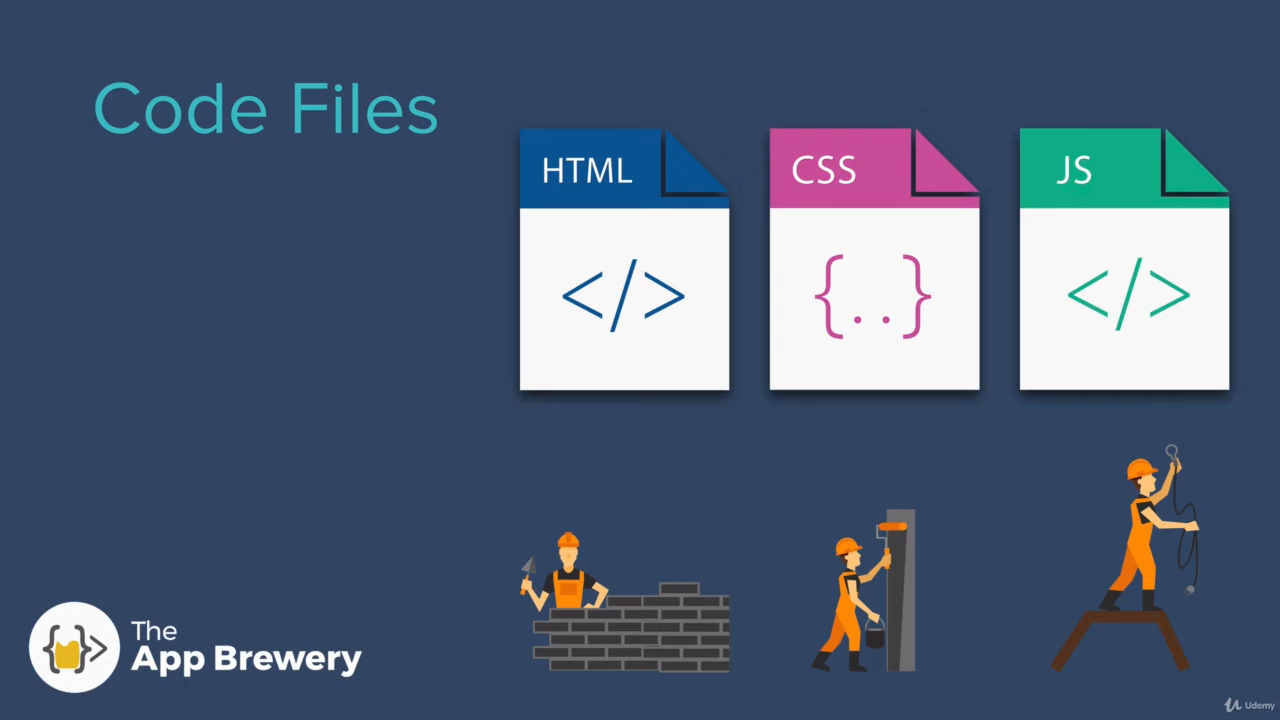 Code Files
HTML
CSS
JS
</>
{..}
</>
The
App Brewery
Udemy